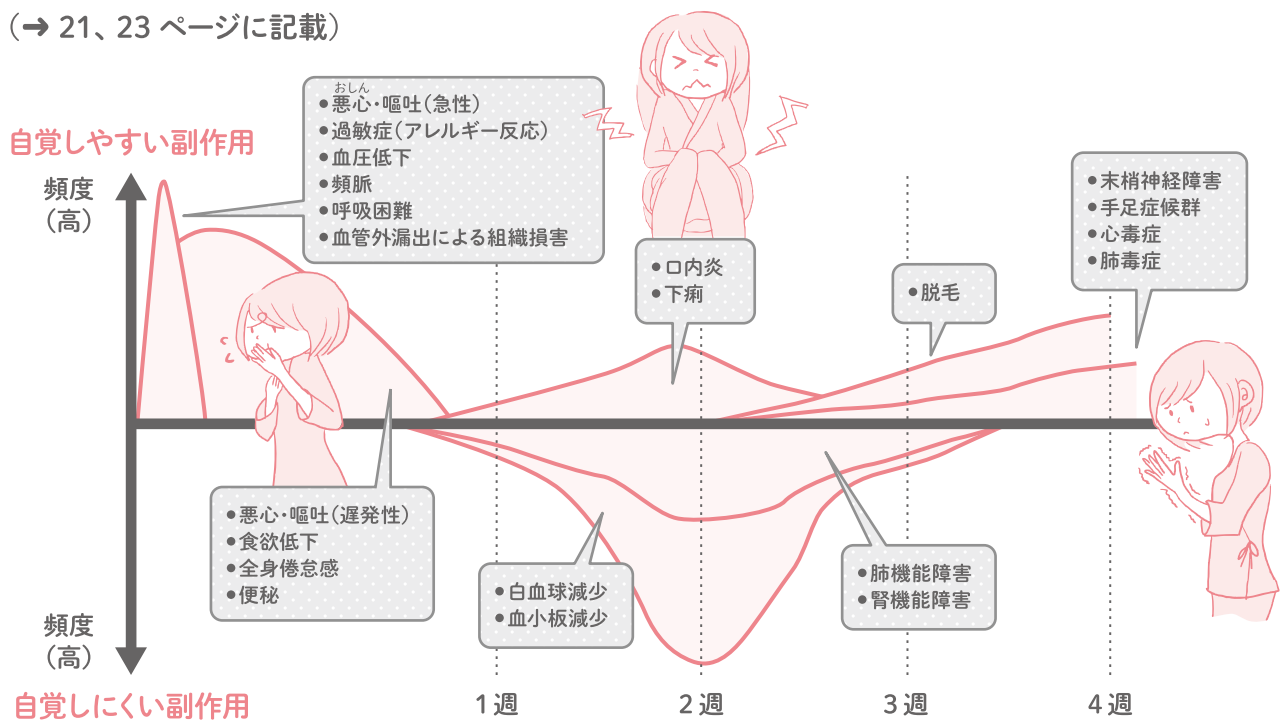 （➜ 21、23 ページに記載）
自覚しやすい副作用
頻度
（高）
おしん
●悪心・嘔吐（急性）
●過敏症（アレルギー反応）
●血圧低下
●頻脈
●呼吸困難
●血管外漏出による組織損害
●口内炎
●下痢
●脱毛
●末梢神経障害
●手足症候群
●心毒症
●肺毒症
●悪心・嘔吐（遅発性）
●食欲低下
●全身倦怠感
●便秘
●白血球減少
●血小板減少
●肺機能障害
●腎機能障害
頻度
（高）
自覚しにくい副作用
1週
2週
3週
4週